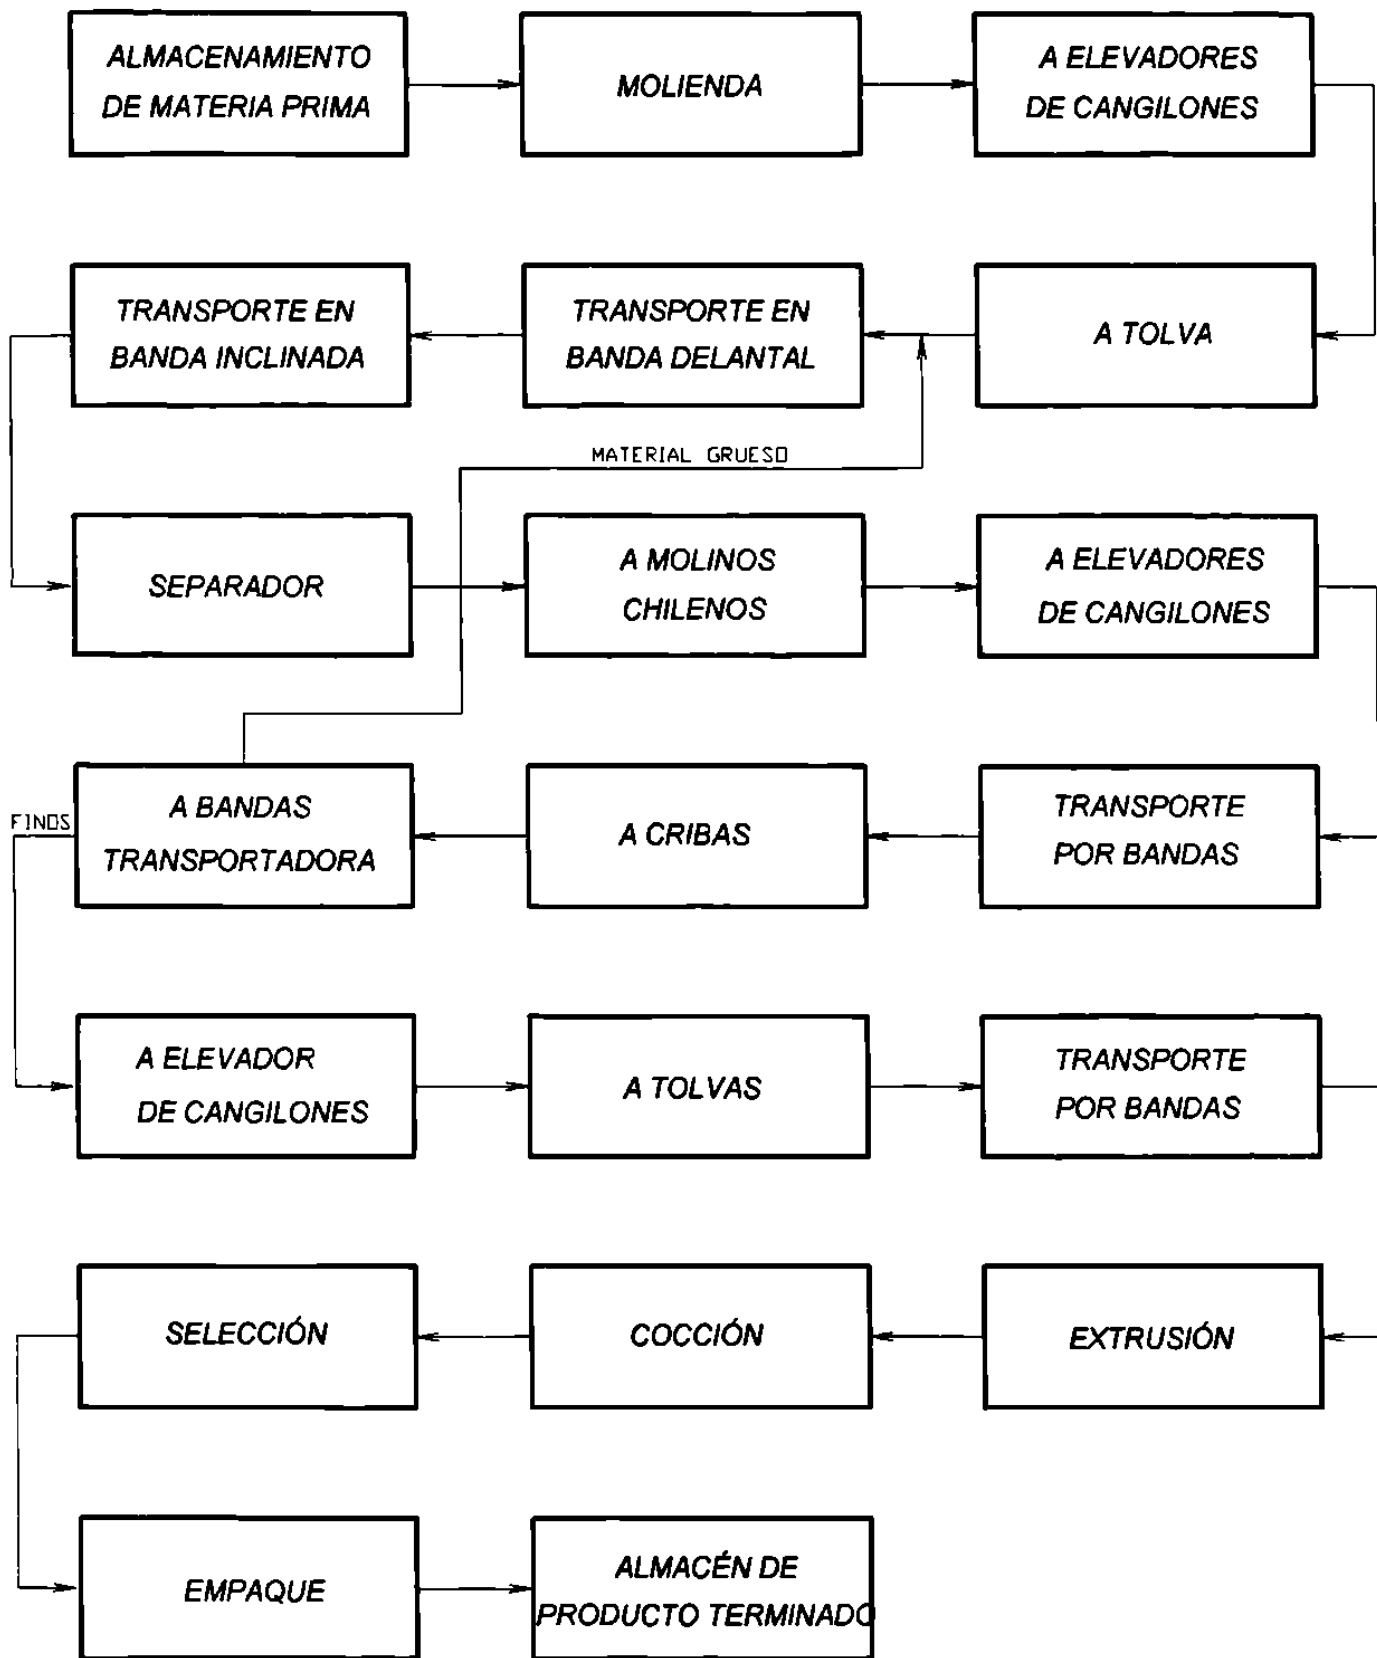 ALMACENAMIENTO
DE MATERIA PRIMA
MOLIENDA
A ELEVADORES
DE CANGILONES
TRANSPORTE EN
BANDA INCLINADA
TRANSPORTE EN
BANDA DELANTAL
A TOLVA
MATERIAL GRUESO
SEPARADOR
A MOLINOS
CHILENOS
A ELEVADORES
DE CANGILONES
FINOS
A BANDAS
TRANSPORTADORA
A CRIBAS
TRANSPORTE
POR BANDAS
A ELEVADOR
DE CANGILONES
A TOLVAS
TRANSPORTE
POR BANDAS
SELECCIÓN
COCCIÓN
EXTRUSIÓN
EMPAQUE
ALMACÉN DE
PRODUCTO TERMINADO